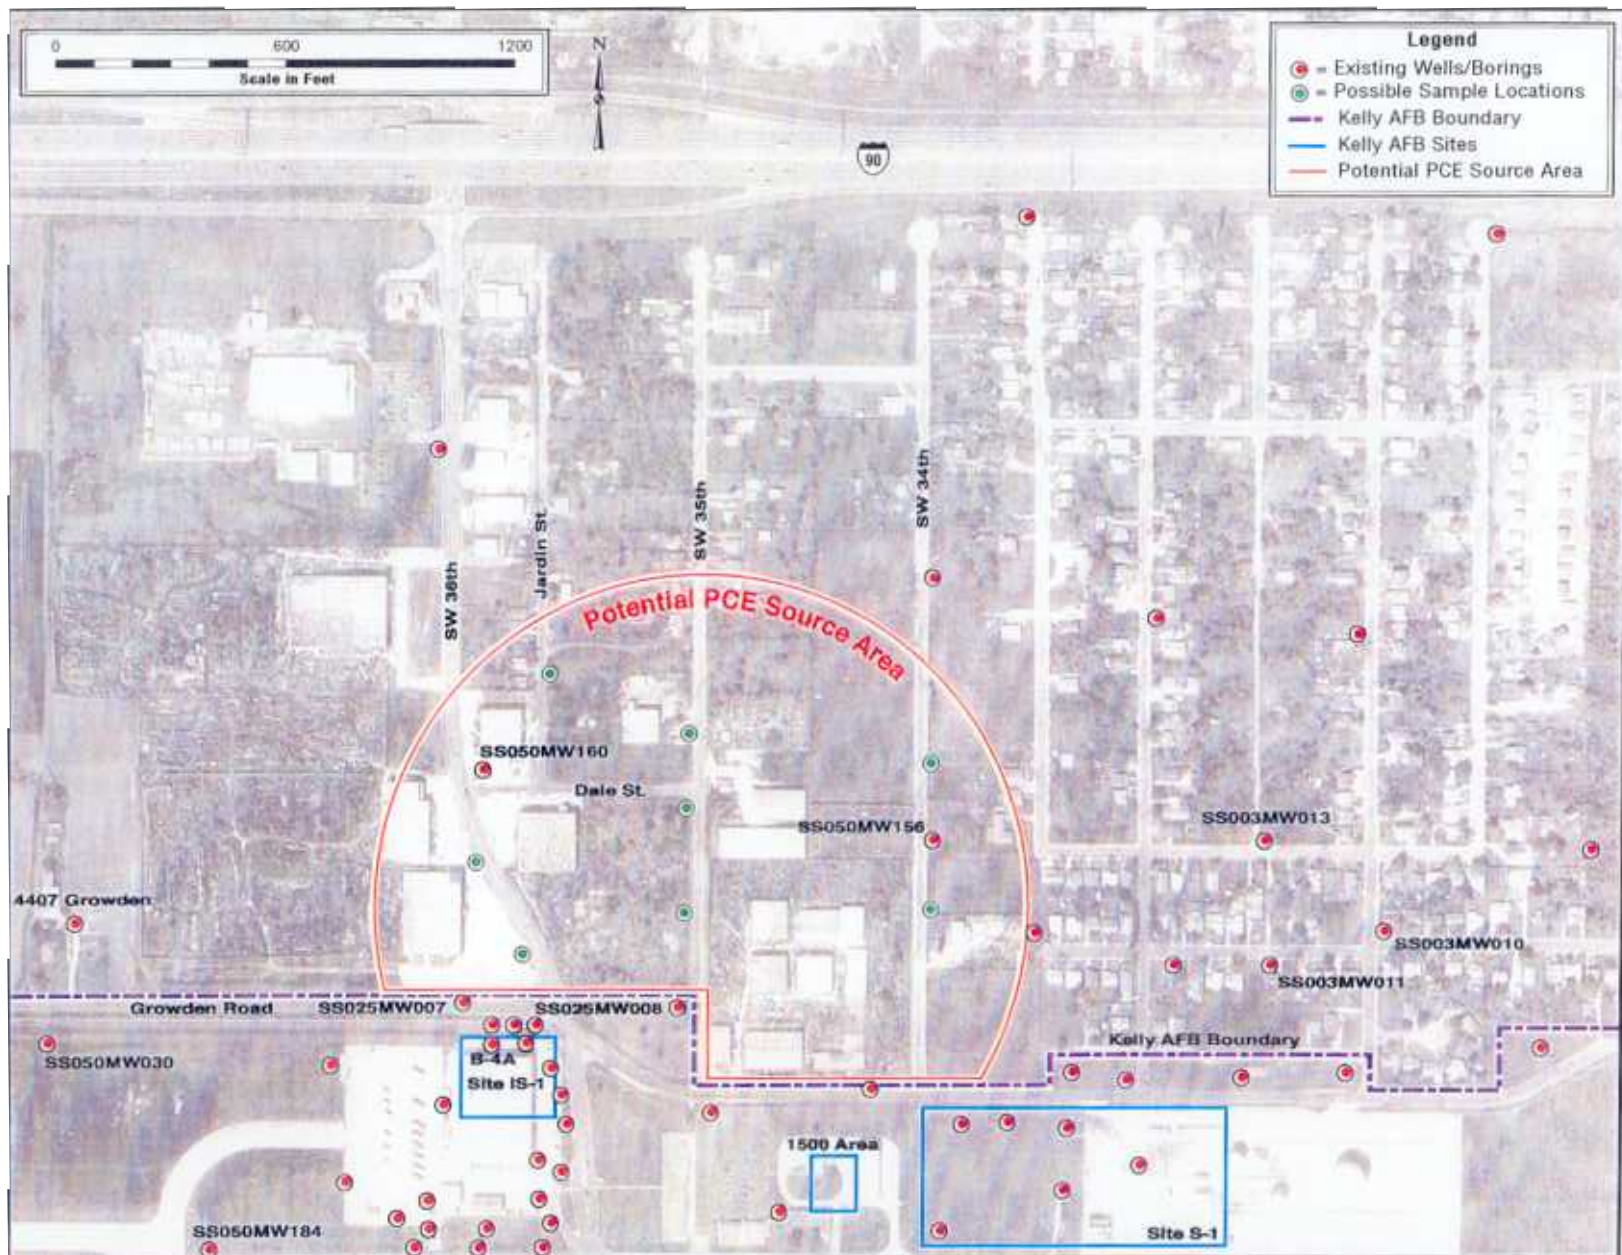 0 600 1200
Scale in Feet
N
Legend
= Existing Wells/Borings
= Possible Sample Locations
Kelly AFB Boundary
Kelly AFB Sites
Potential PCE Source Area
90
SW 36th
Jardin St.
SW 35th
SW 34th
Potential PCE Source Area
SS050MW160
Dale St.
SS050MW156
SS003MW013
4407 Growden
SS003MW010
SS003MW011
Growden Road
SS025MW007
SS025MW008
Kelly AFB Boundary
SS050MW030
B-4A
Site IS-1
1500 Area
SS050MW184
Site S-1